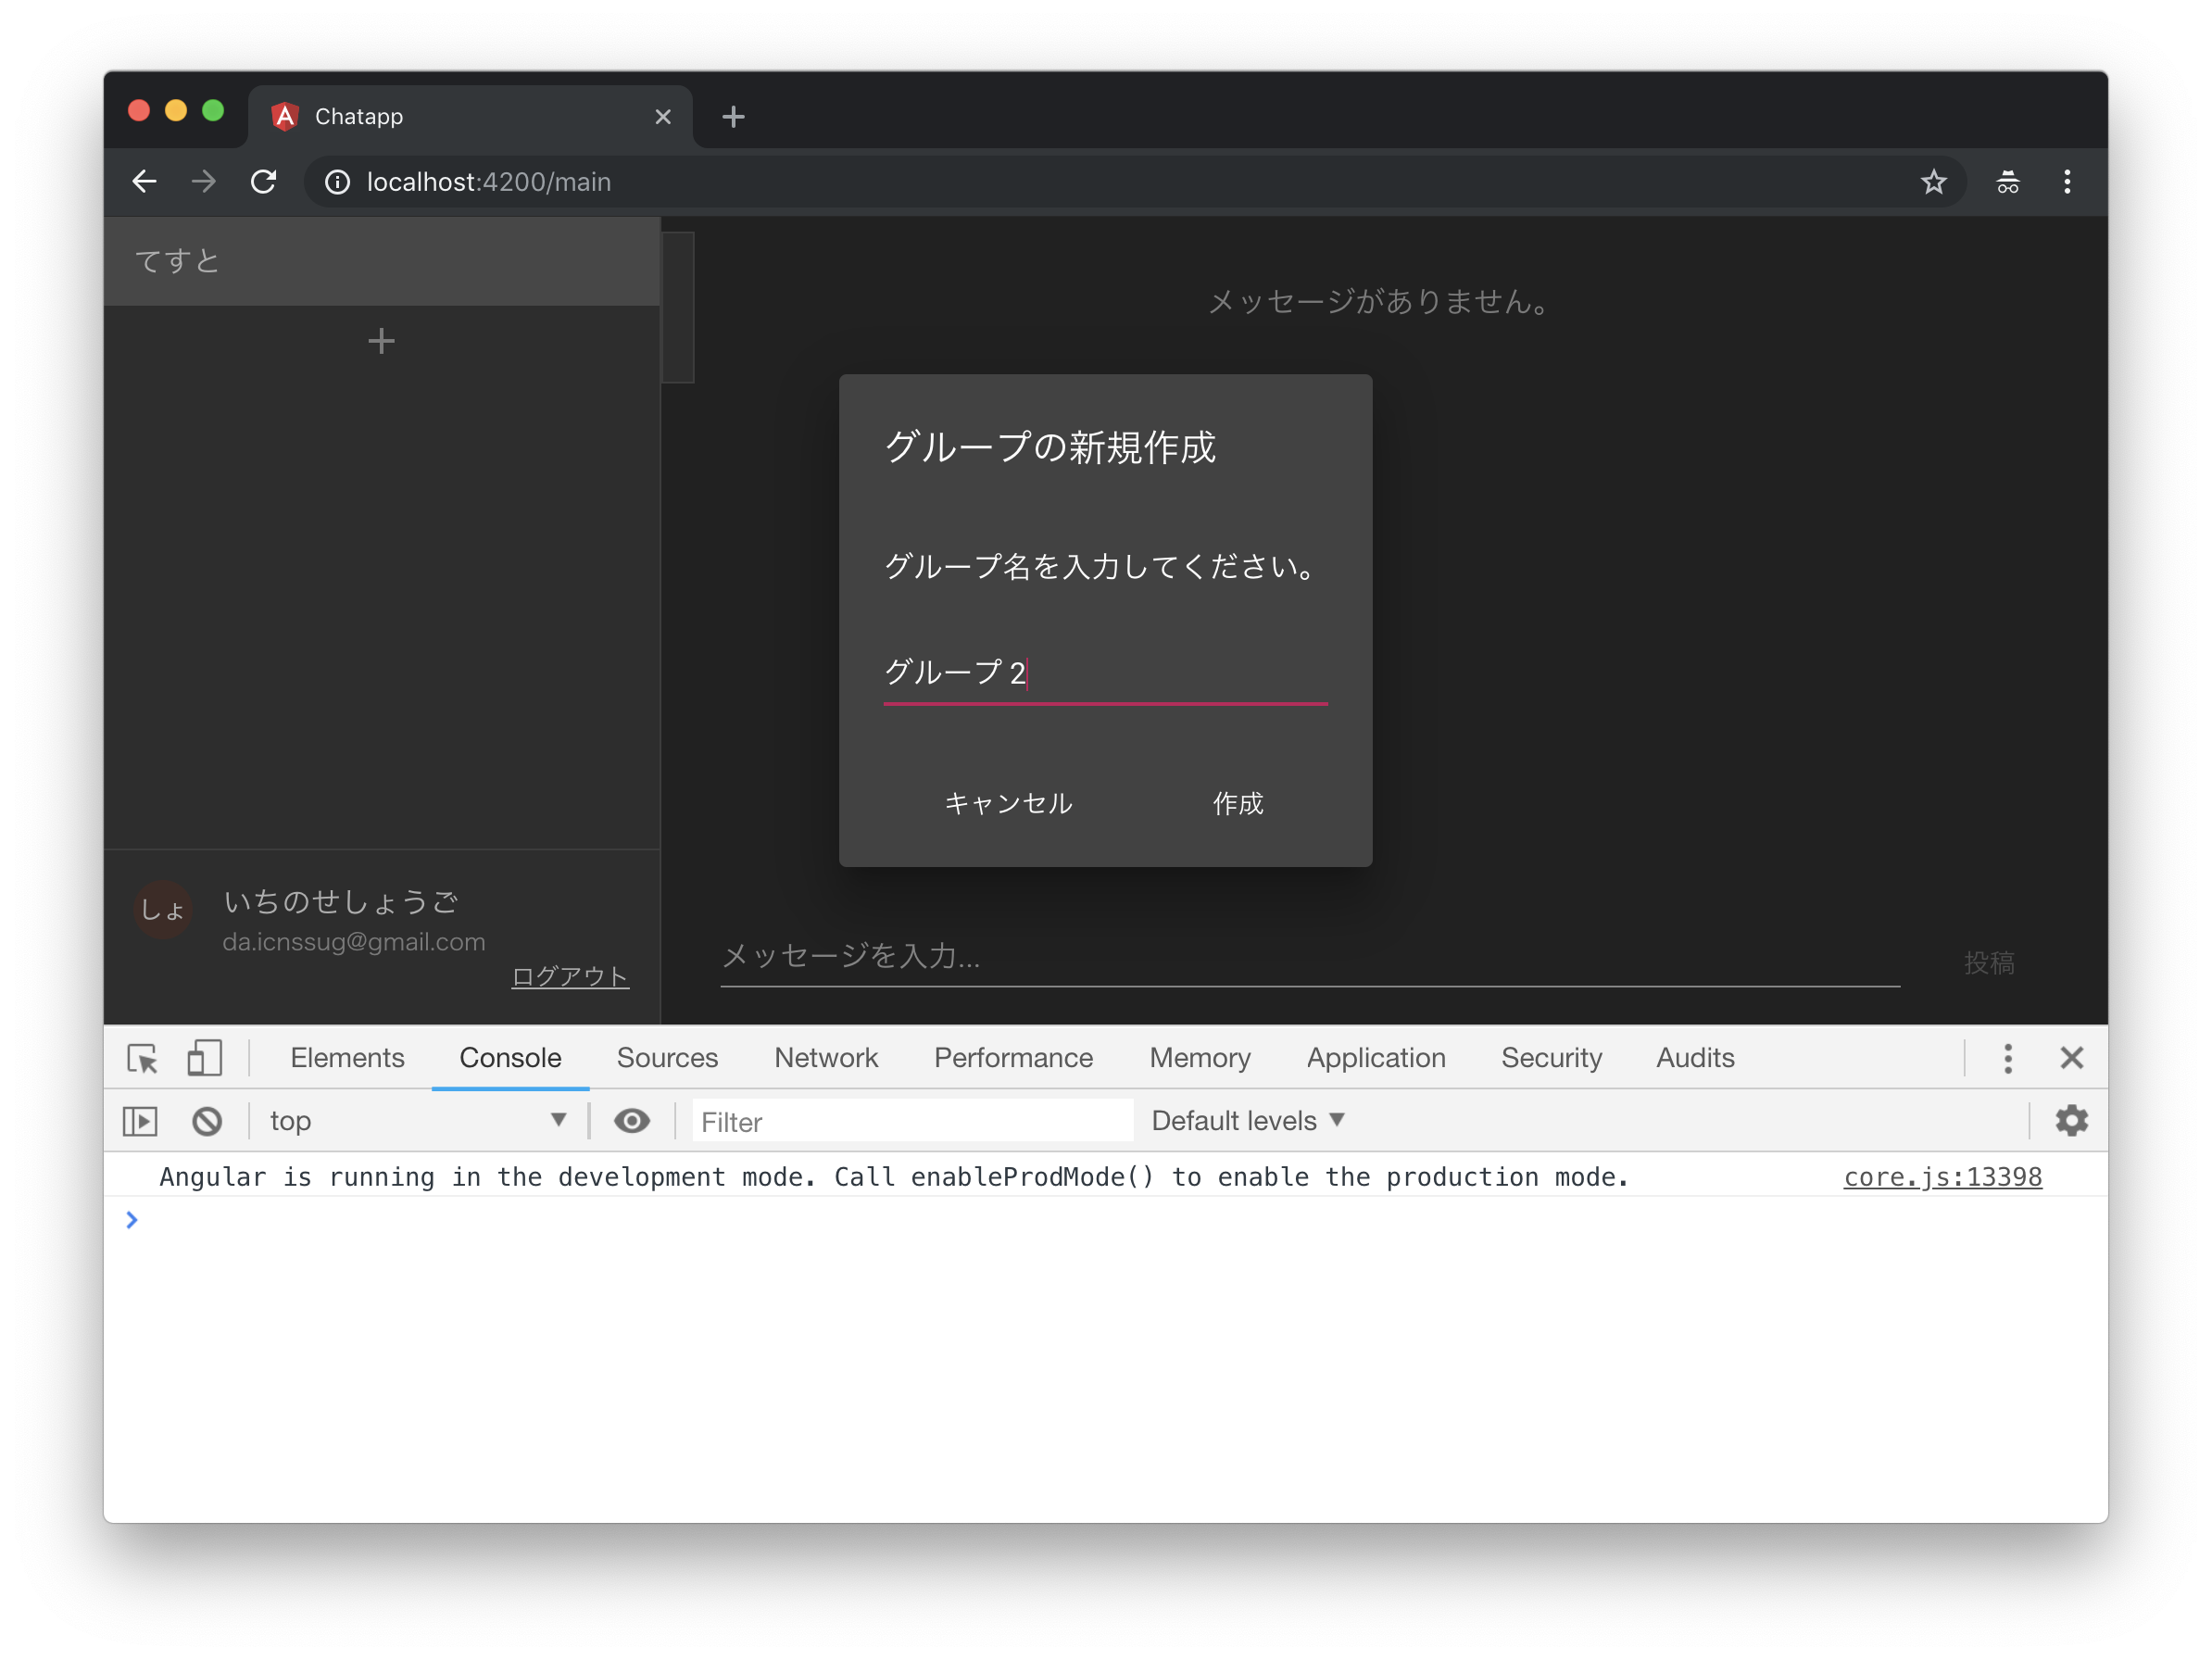 Chatapp
localhost:4200/main
てすと
メッセージがありません。
グループの新規作成
グループ名を入力してください。
グループ 2
キャンセル 作成
しょ
いちのせしょうご
da.icnssug@gmail.com
ログアウト
メッセージを入力...
投稿
Elements Console Sources Network Performance Memory Application Security Audits
top Filter Default levels
Angular is running in the development mode. Call enableProdMode() to enable the production mode. core.js:13398